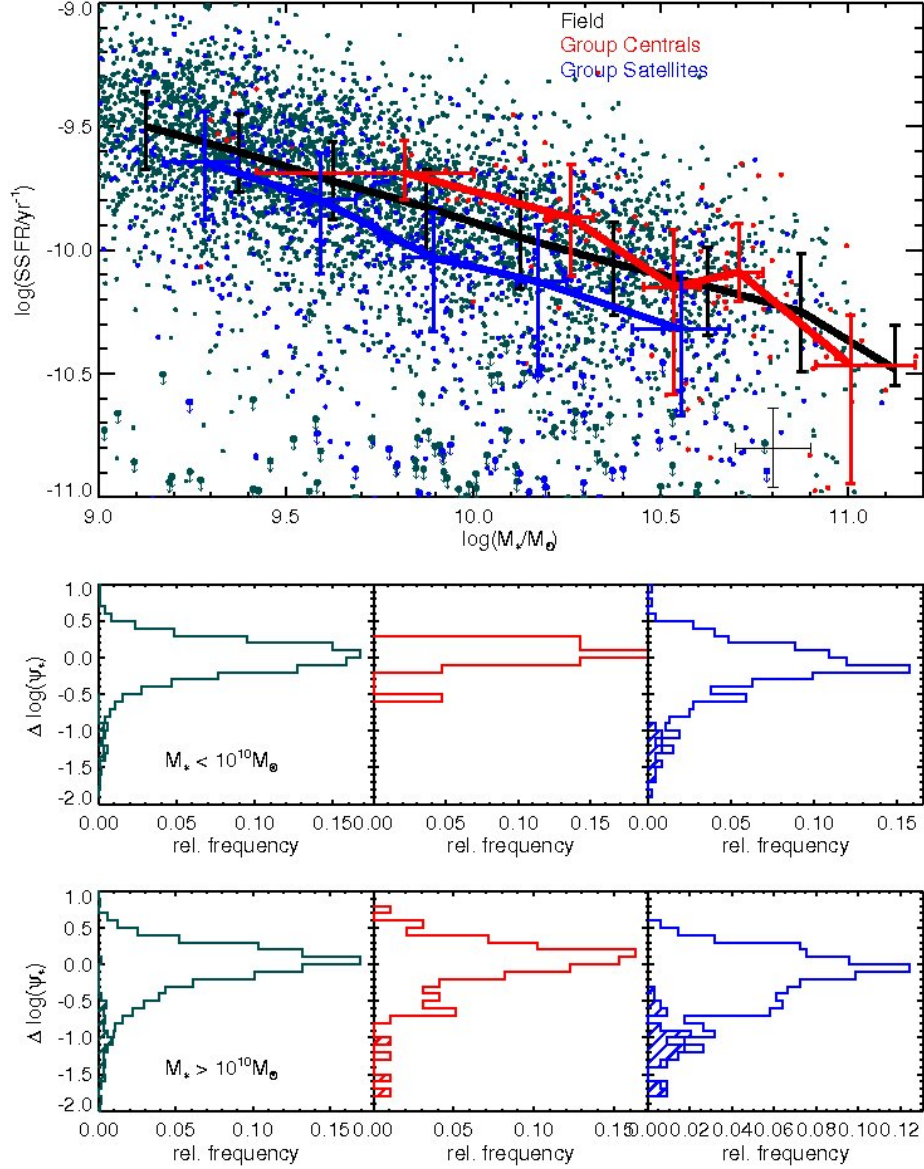 -9.0
Field
Group Centrals
Group Satellites
-9.5
log(SSFR/yr⁻¹)
-10.0
-10.5
-11.0
9.0 9.5 10.0 10.5 11.0
log(M*/M⊙)
1.0
0.5
0.0
Δ log(ψ*)
-0.5
-1.0
M* < 10¹⁰M⊙
-1.5
-2.0
0.00 0.05 0.10 0.15 0.00 0.05 0.10 0.15 0.00 0.05 0.10 0.15
rel. frequency rel. frequency rel. frequency
1.0
0.5
0.0
Δ log(ψ*)
-0.5
-1.0
M* > 10¹⁰M⊙
-1.5
-2.0
0.00 0.05 0.10 0.15 0.00 0.05 0.10 0.15 0.00 0.02 0.04 0.06 0.08 0.10 0.12
rel. frequency rel. frequency rel. frequency